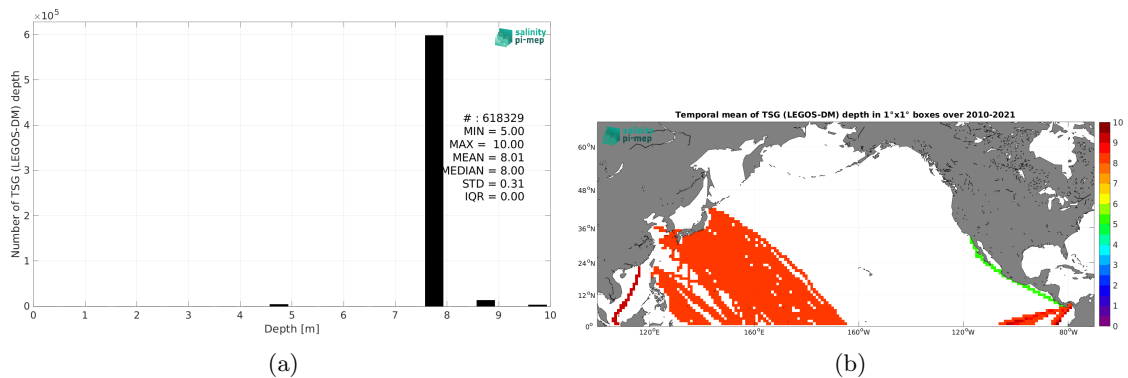 ×10^5
6
5
4
3
2
1
0
Number of TSG (LEGOS-DM) depth
salinity
pi-mep
# : 618329
MIN = 5.00
MAX = 10.00
MEAN = 8.01
MEDIAN = 8.00
STD = 0.31
IQR = 0.00
0 1 2 3 4 5 6 7 8 9 10
Depth [m]
(a)
Temporal mean of TSG (LEGOS-DM) depth in 1°x1° boxes over 2010-2021
salinity
pi-mep
60°N
48°N
36°N
24°N
12°N
0°
120°E 160°E 160°W 120°W 80°W
10
9
8
7
6
5
4
3
2
1
0
(b)